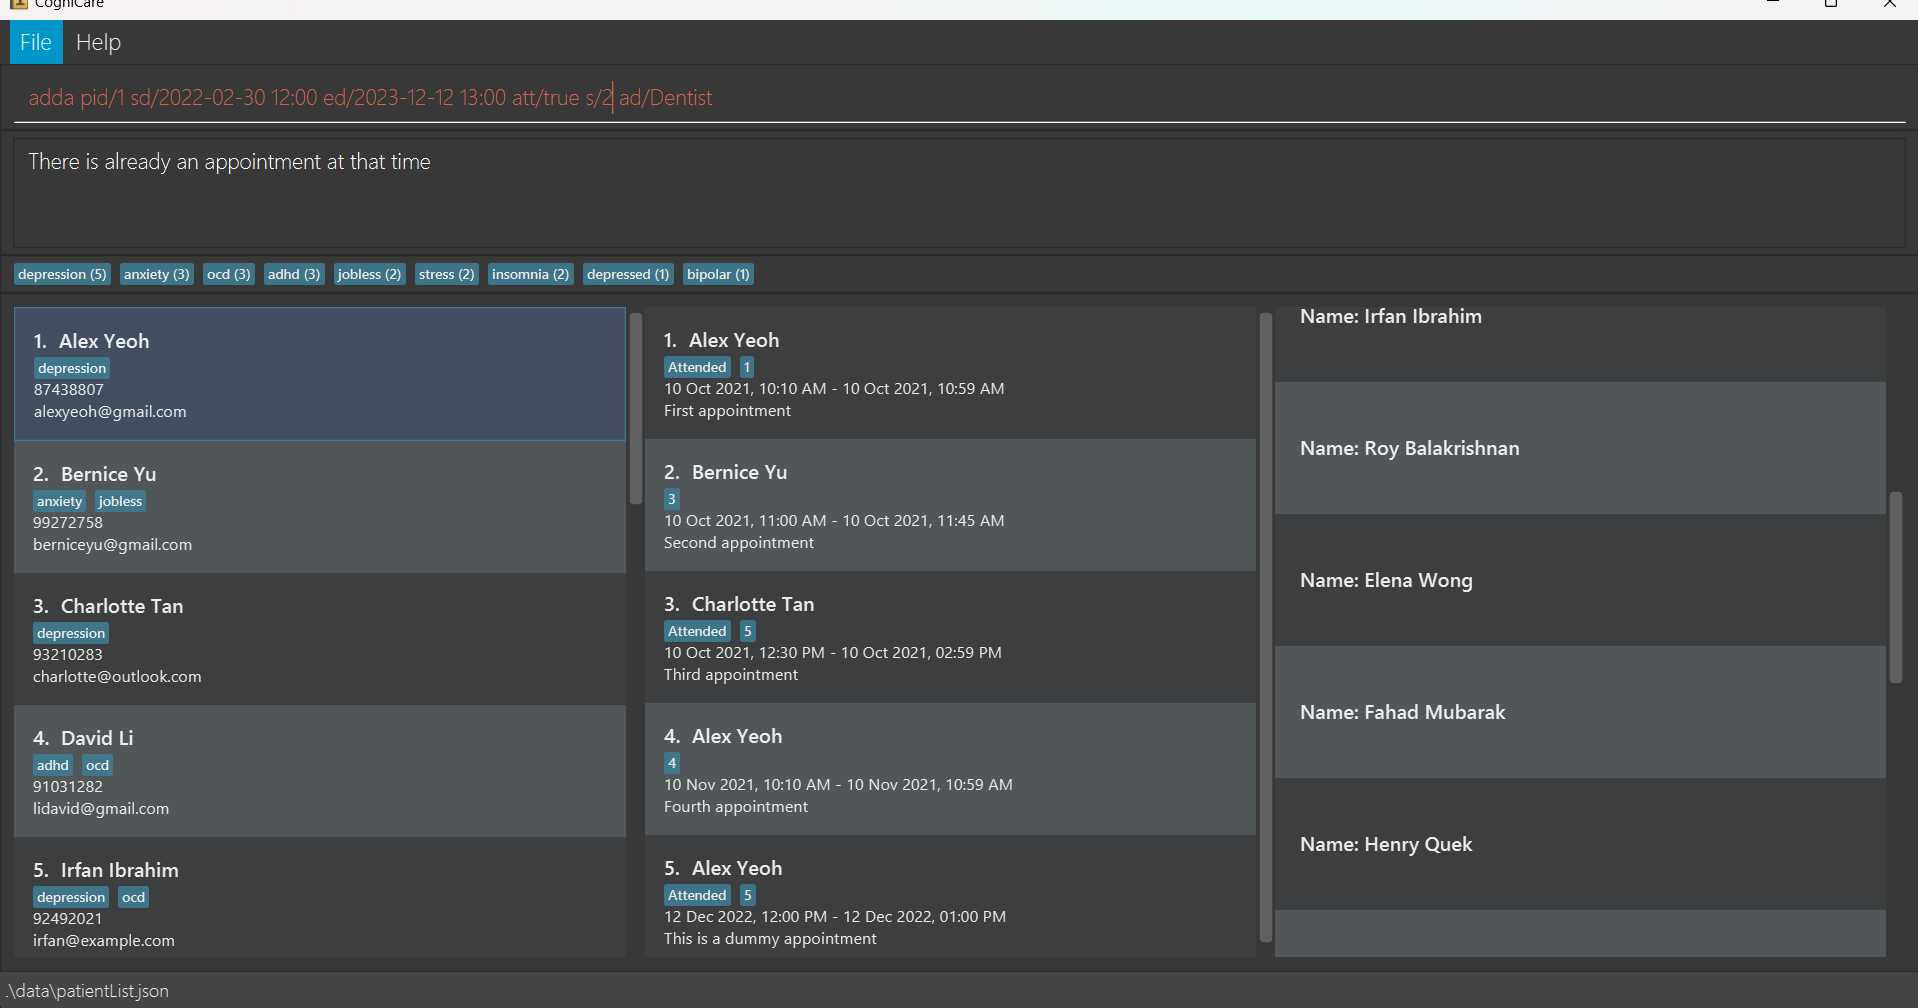 CogniCare
File Help
adda pid/1 sd/2022-02-30 12:00 ed/2023-12-12 13:00 att/true s/2 ad/Dentist
There is already an appointment at that time
depression (5) anxiety (3) ocd (3) adhd (3) jobless (2) stress (2) insomnia (2) depressed (1) bipolar (1)
1. Alex Yeoh
depression
87438807
alexyeoh@gmail.com
2. Bernice Yu
anxiety jobless
99272758
berniceyu@gmail.com
3. Charlotte Tan
depression
93210283
charlotte@outlook.com
4. David Li
adhd ocd
91031282
lidavid@gmail.com
5. Irfan Ibrahim
depression ocd
92492021
irfan@example.com
1. Alex Yeoh
Attended 1
10 Oct 2021, 10:10 AM - 10 Oct 2021, 10:59 AM
First appointment
2. Bernice Yu
3
10 Oct 2021, 11:00 AM - 10 Oct 2021, 11:45 AM
Second appointment
3. Charlotte Tan
Attended 5
10 Oct 2021, 12:30 PM - 10 Oct 2021, 02:59 PM
Third appointment
4. Alex Yeoh
4
10 Nov 2021, 10:10 AM - 10 Nov 2021, 10:59 AM
Fourth appointment
5. Alex Yeoh
Attended 5
12 Dec 2022, 12:00 PM - 12 Dec 2022, 01:00 PM
This is a dummy appointment
Name: Irfan Ibrahim
Name: Roy Balakrishnan
Name: Elena Wong
Name: Fahad Mubarak
Name: Henry Quek
.\data\patientList.json